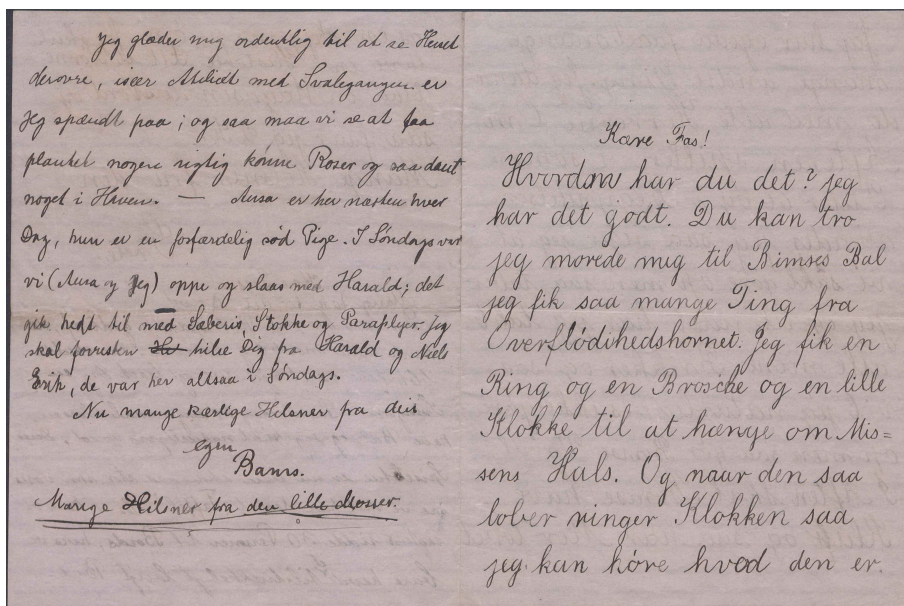 Jeg glæder mig ordentlig til at se Huset
derovre, især Atelidt med Svalegangen er
jeg spændt paa; og saa maa vi se at faa
plantet nogen rigtig kønne Roser og saadant
noget i Haven. — Ausa er her næsten hver
Dag, hun er en forfærdelig sød Pige. I Søndags var
vi (Ausa og jeg) oppe og slaas med Harald; det
gik hedt til med Sæberis, Stokke og Paraplyer. Jeg
skal forresten hilse Dig fra Harald og Niels
Erik, de var her altsaa i Søndags.
Nu mange kærlige Hilsner fra din
egen
Bams.
Mange Hilsner fra den lille
Kære Fas!
Hvordan har du det? jeg
har det godt. Du kan tro
jeg morede mig til Bimses Bal
jeg fik saa mange Ting fra
Overflødihedshornet. Jeg fik en
Ring og en Brosche og en lille
Klokke til at hænge om Mis=
sens Hals. Og naar den saa
løber ringer Klokken saa
jeg kan høre hvod den er.